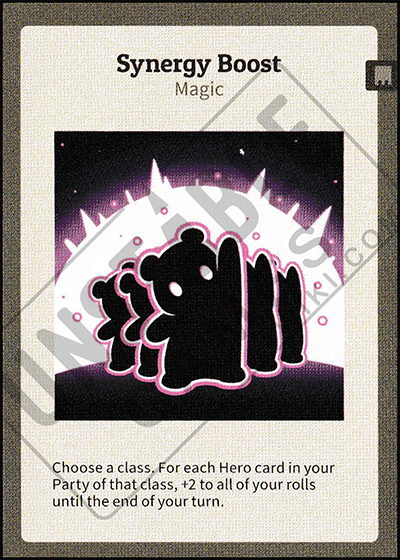 Synergy Boost
Magic
UNSTABLE
Choose a class. For each Hero card in your
Party of that class, +2 to all of your rolls
until the end of your turn.